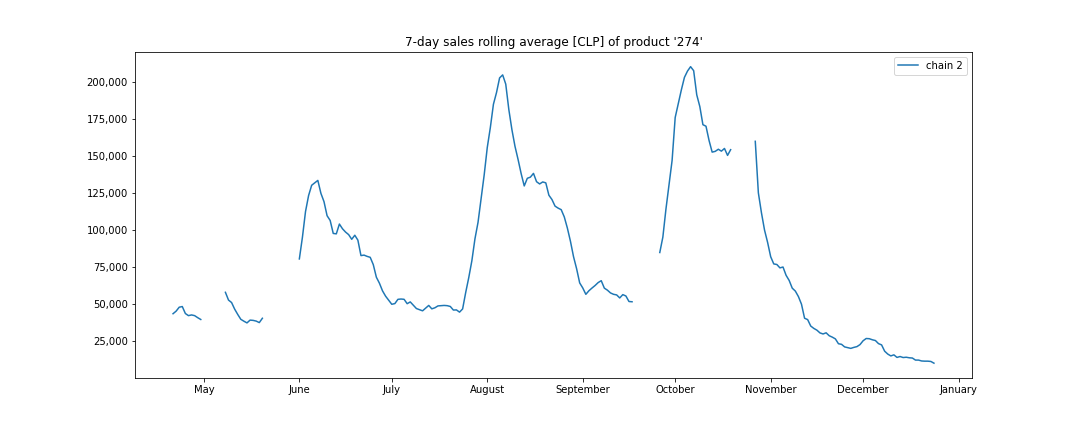 7-day sales rolling average [CLP] of product '274'
chain 2
200,000
175,000
150,000
125,000
100,000
75,000
50,000
25,000
May June July August September October November December January